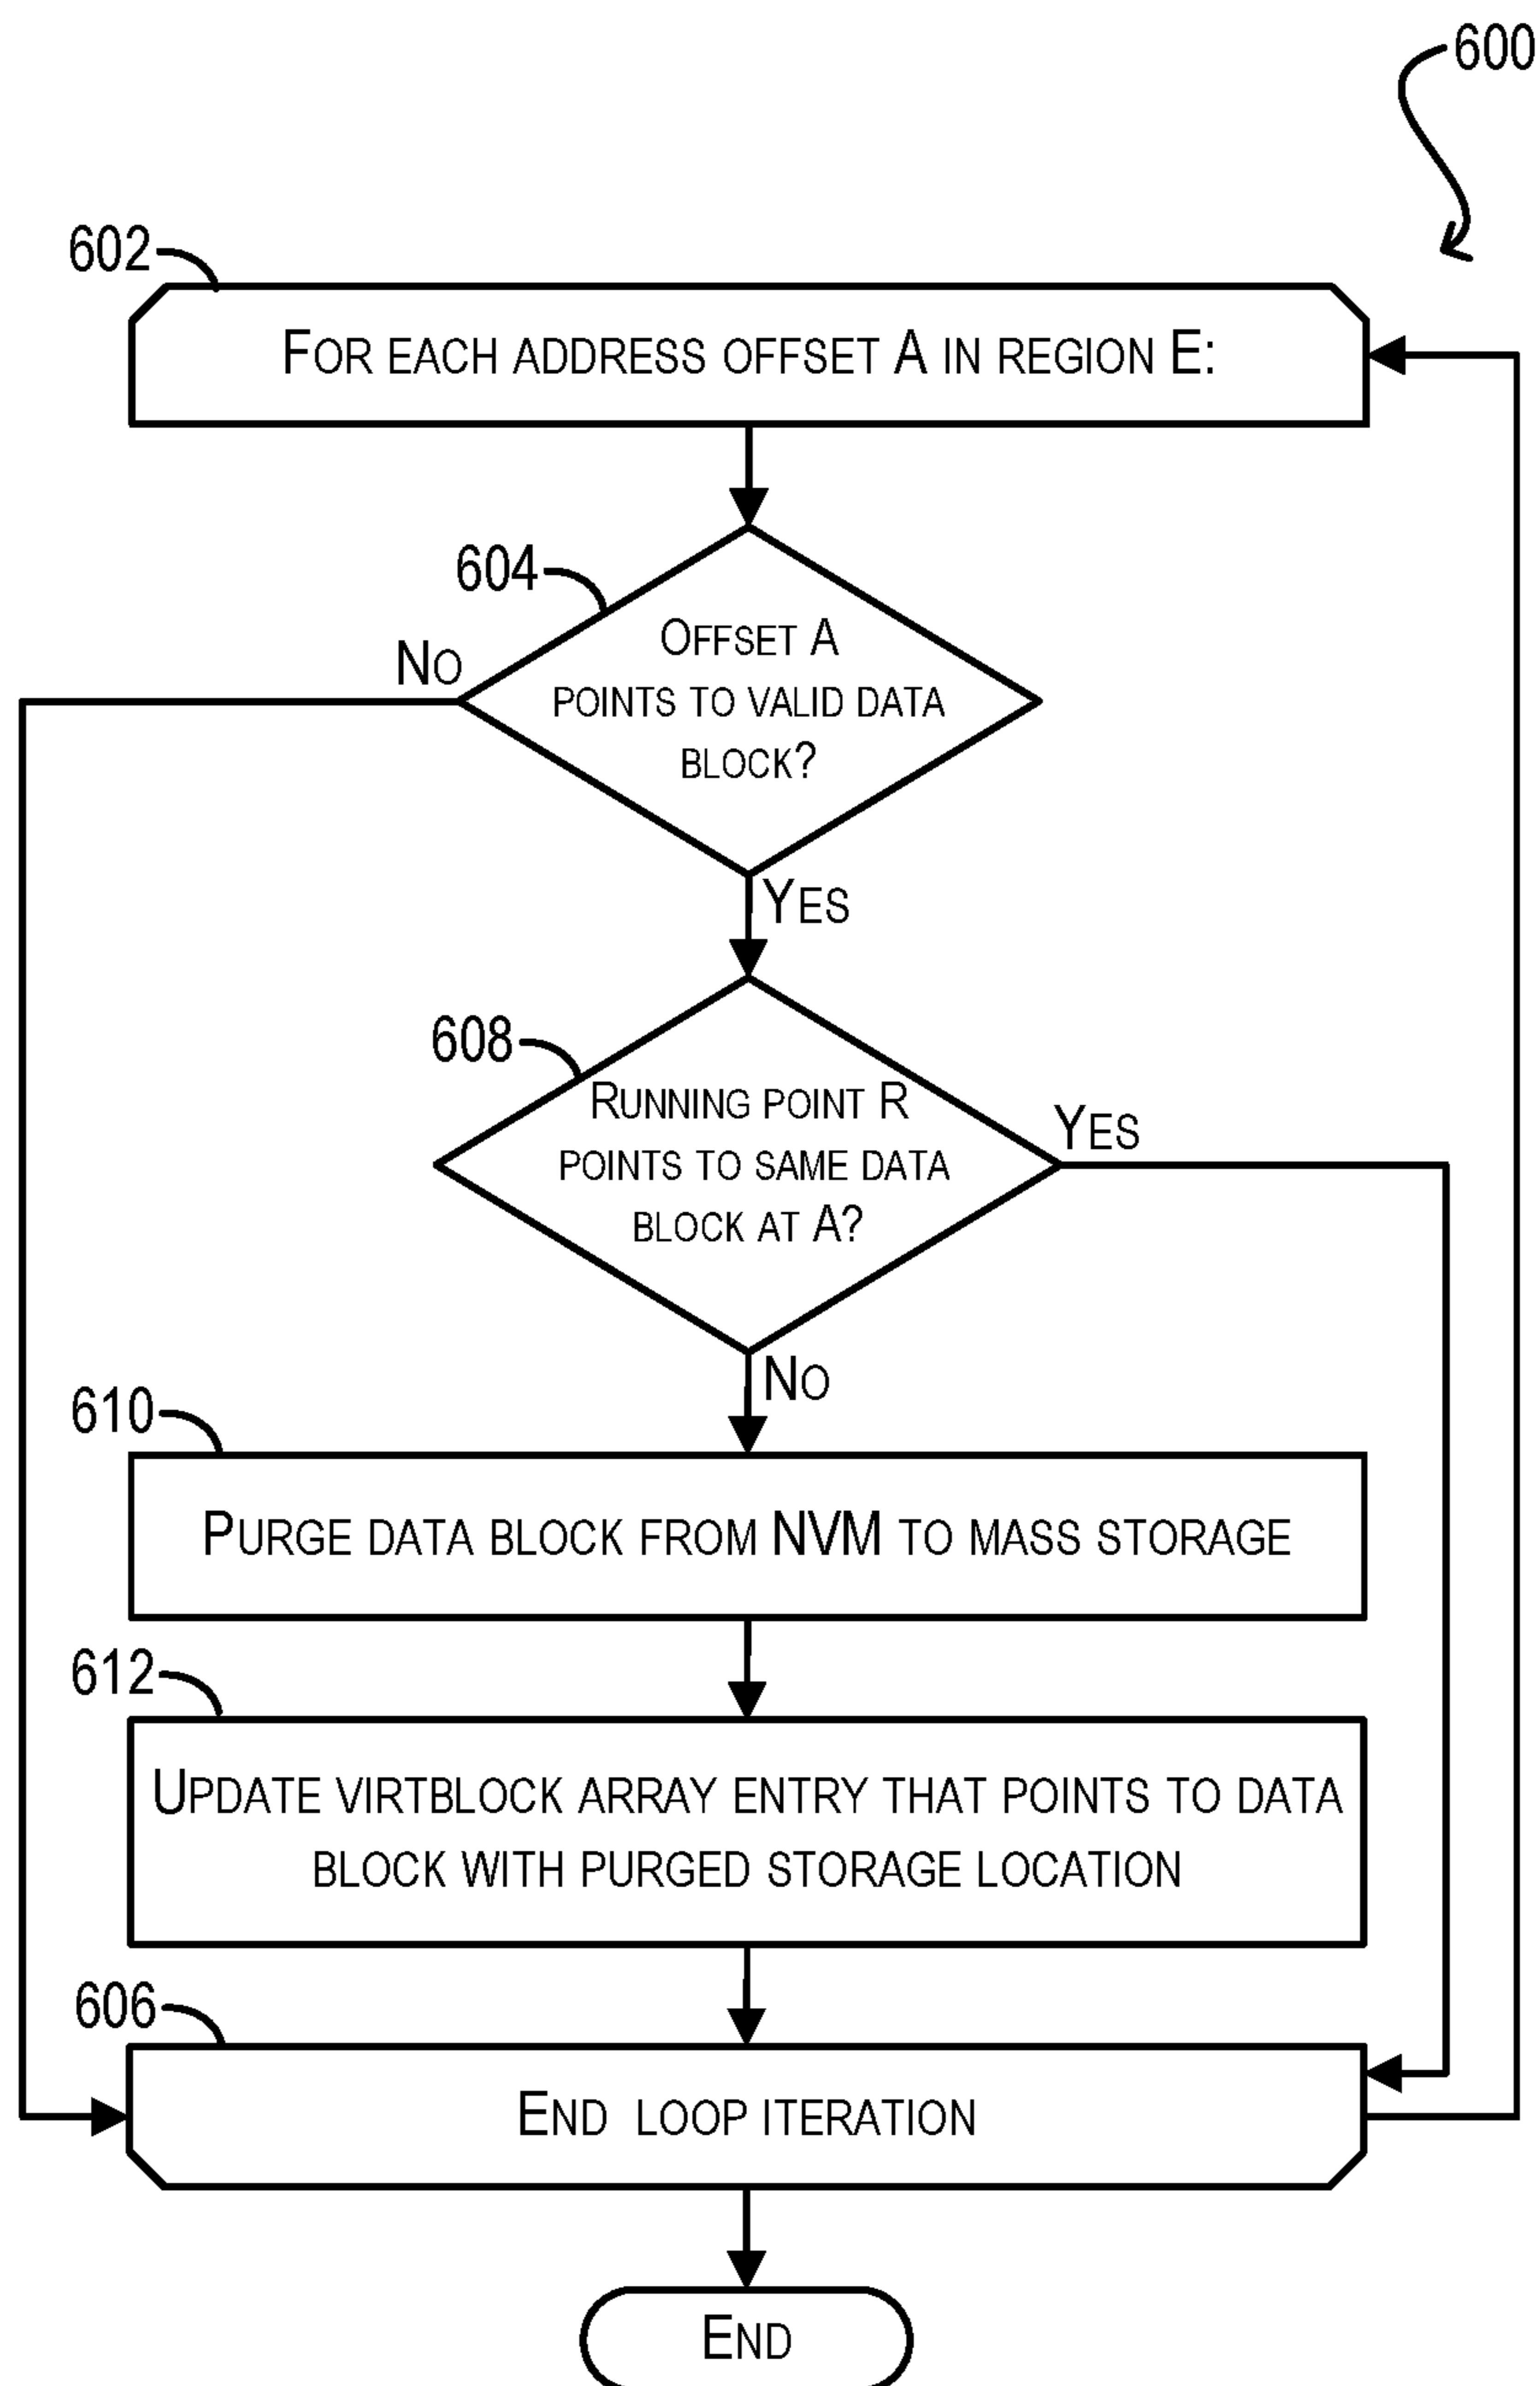 600
602
FOR EACH ADDRESS OFFSET A IN REGION E:
604
NO
OFFSET A
POINTS TO VALID DATA
BLOCK?
YES
608
RUNNING POINT R
POINTS TO SAME DATA
BLOCK AT A?
YES
NO
610
PURGE DATA BLOCK FROM NVM TO MASS STORAGE
612
UPDATE VIRTBLOCK ARRAY ENTRY THAT POINTS TO DATA
BLOCK WITH PURGED STORAGE LOCATION
606
END LOOP ITERATION
END